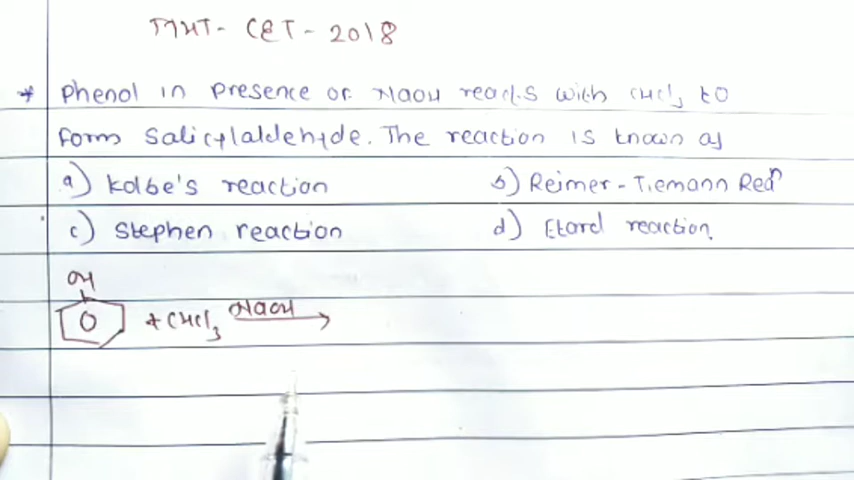 MHT - CET - 2018
* Phenol in presence of NaOH reacts with CHCl3 to
form salicylaldehyde. The reaction is known as
a) Kolbe's reaction b) Reimer - Tiemann Rexn
c) Stephen reaction d) Etard reaction.
OH
+ CHCl3 NaOH →